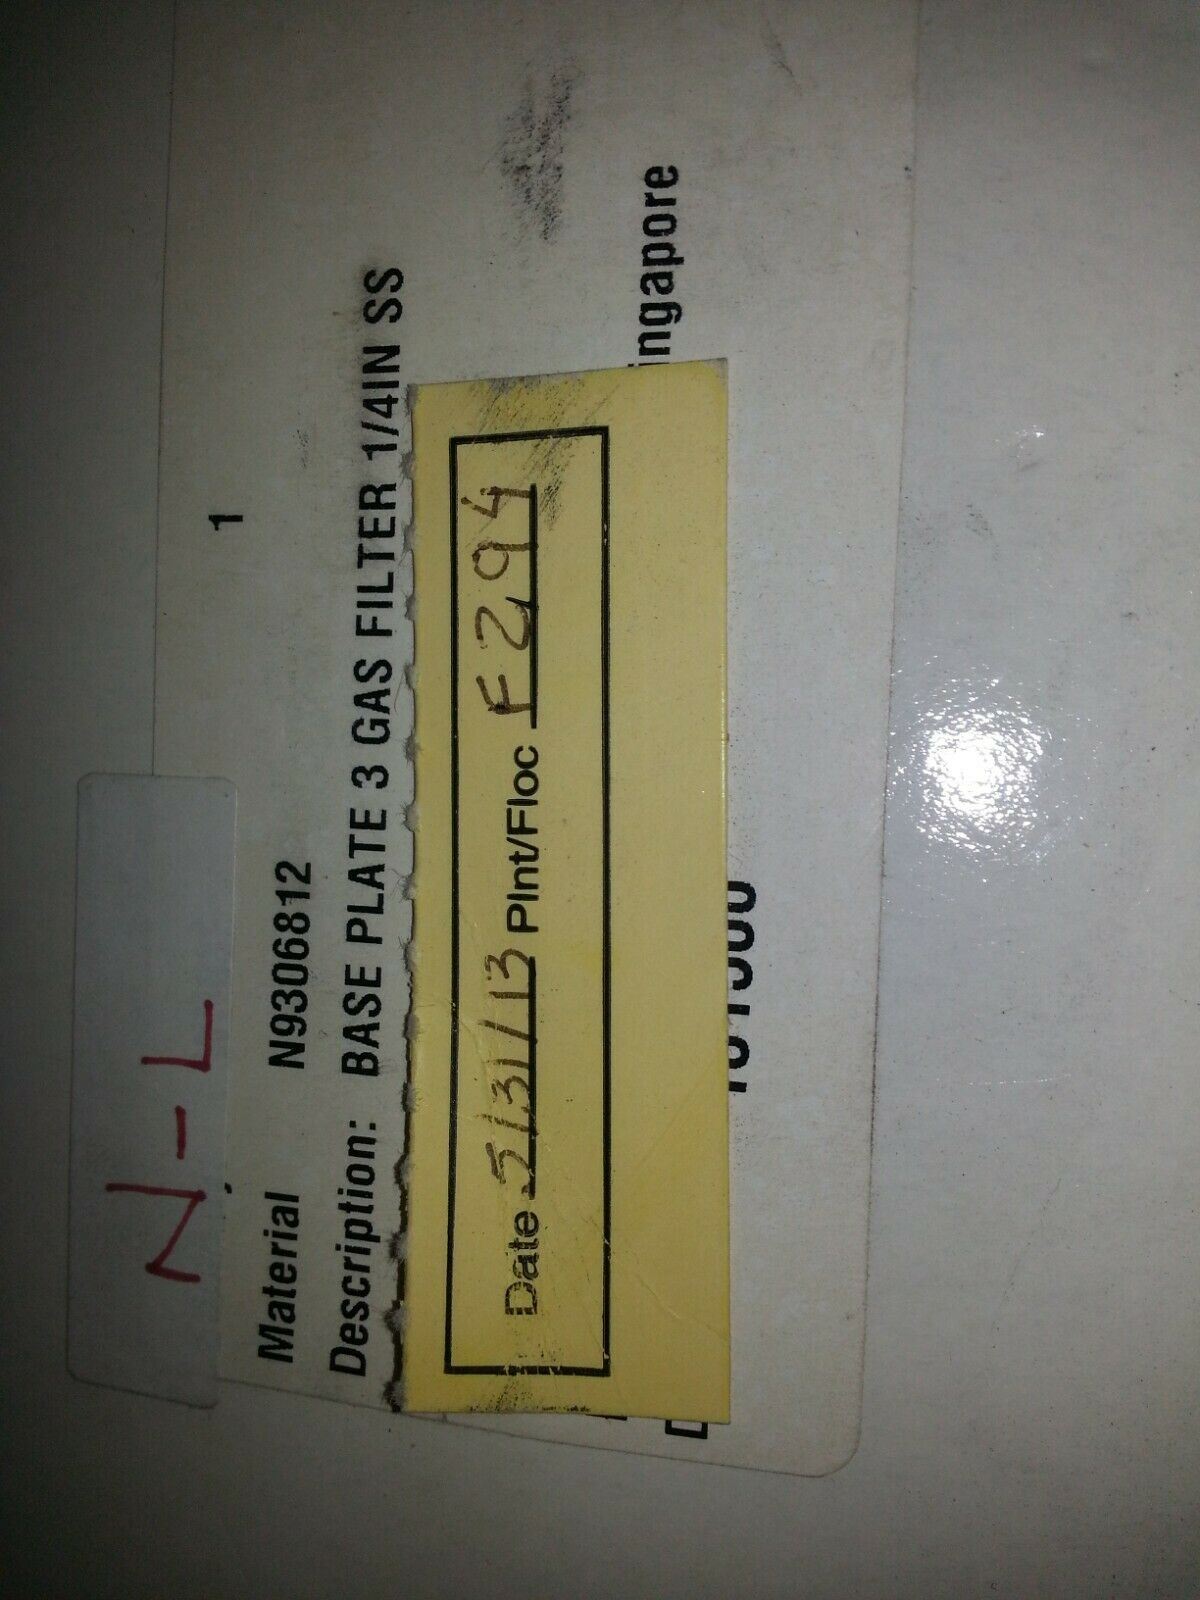 N-L
1
Material N9306812
Description: BASE PLATE 3 GAS FILTER 1/4IN SS
Date 5/31/13 Plnt/Floc F294
ingapore